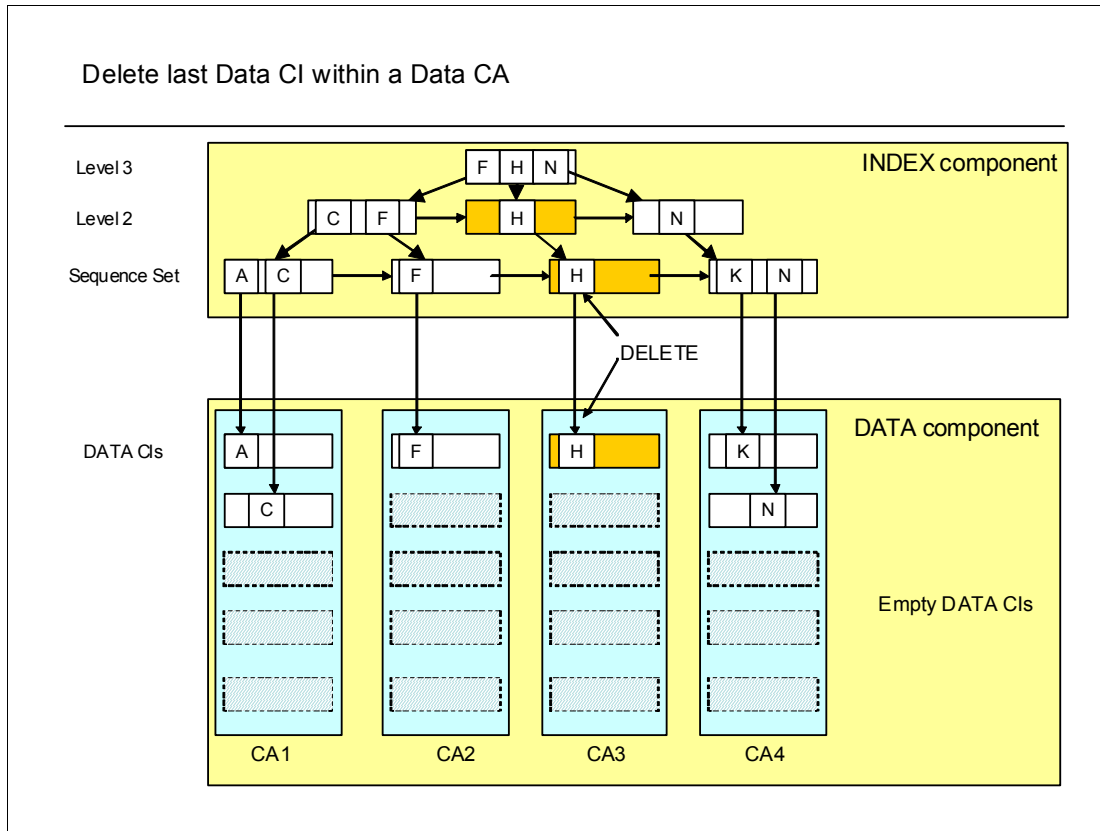 Delete last Data CI within a Data CA
INDEX component
Level 3
F H N
Level 2
C F
H
N
Sequence Set
A C
F
H
K N
DELETE
DATA component
DATA CIs
A
F
H
K
C
N
Empty DATA CIs
CA1
CA2
CA3
CA4